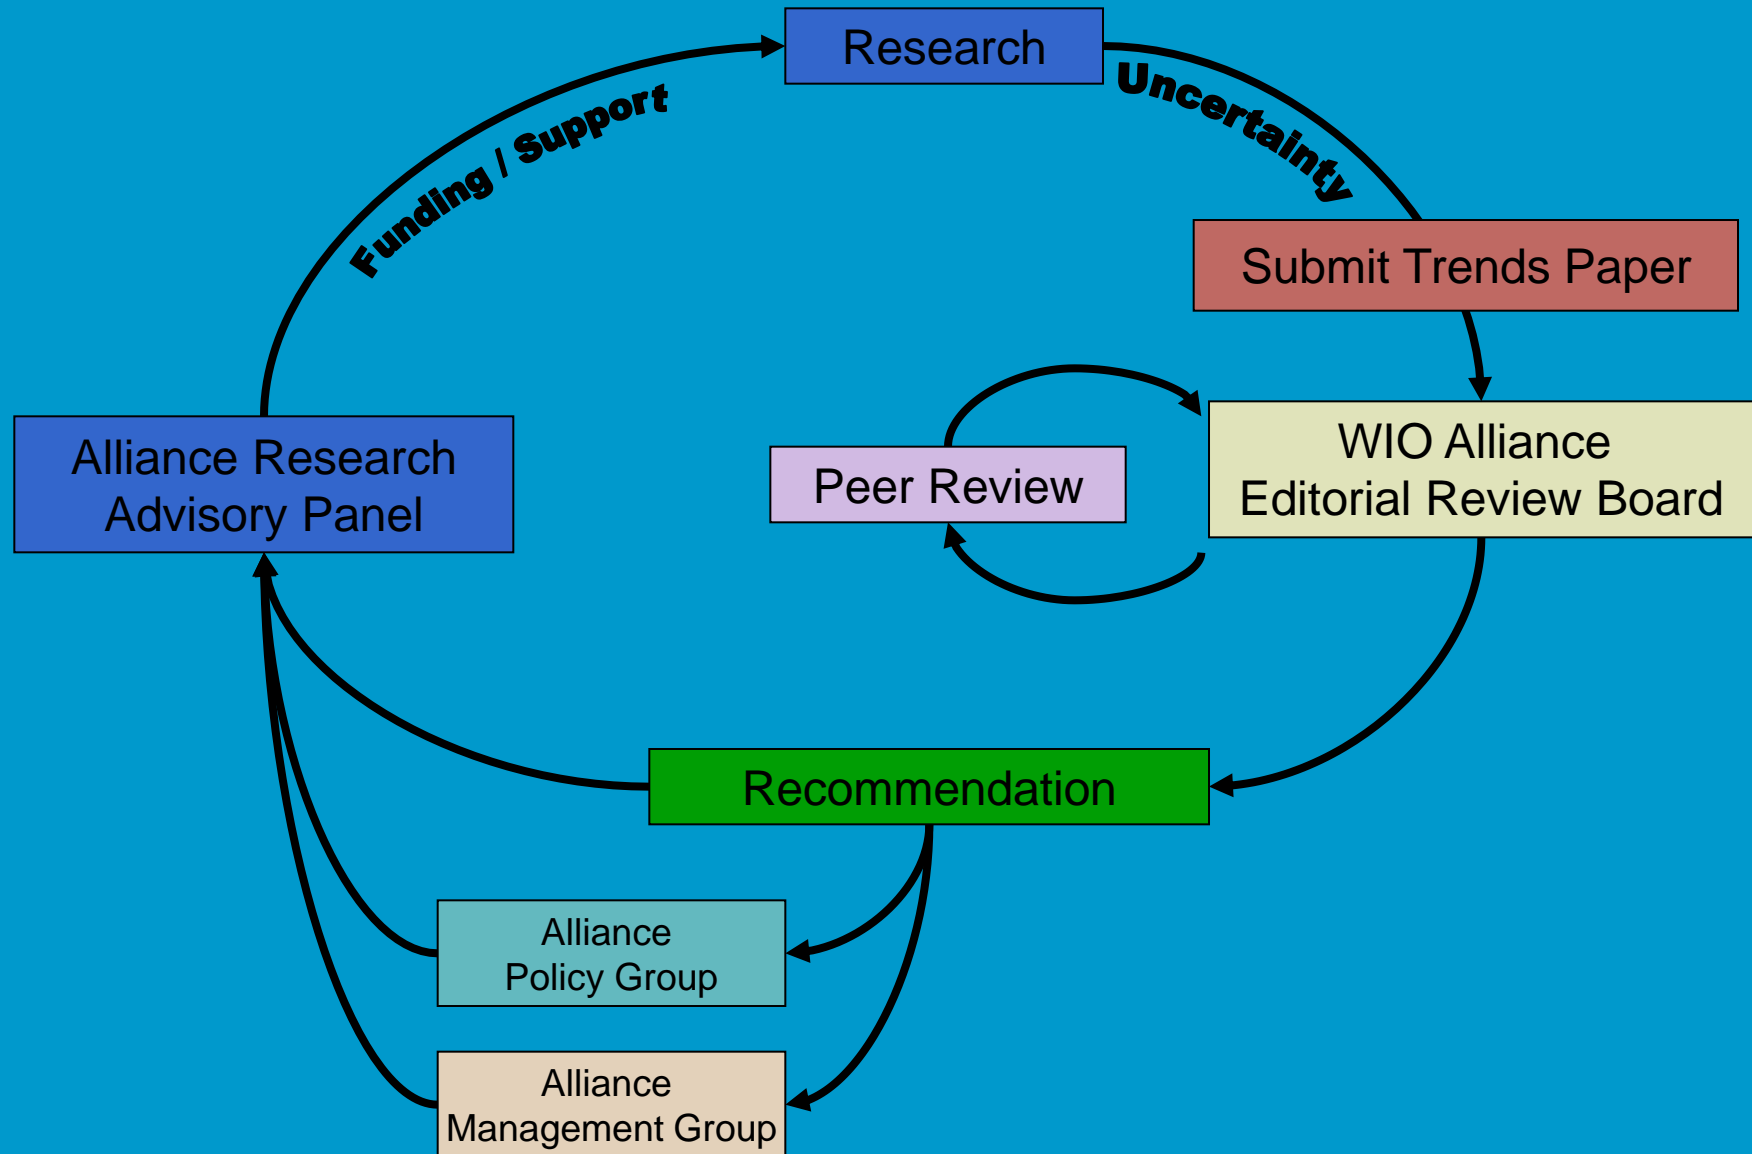 Research
Uncertainty
Funding / Support
Submit Trends Paper
Alliance Research
Advisory Panel
Peer Review
WIO Alliance
Editorial Review Board
Recommendation
Alliance
Policy Group
Alliance
Management Group